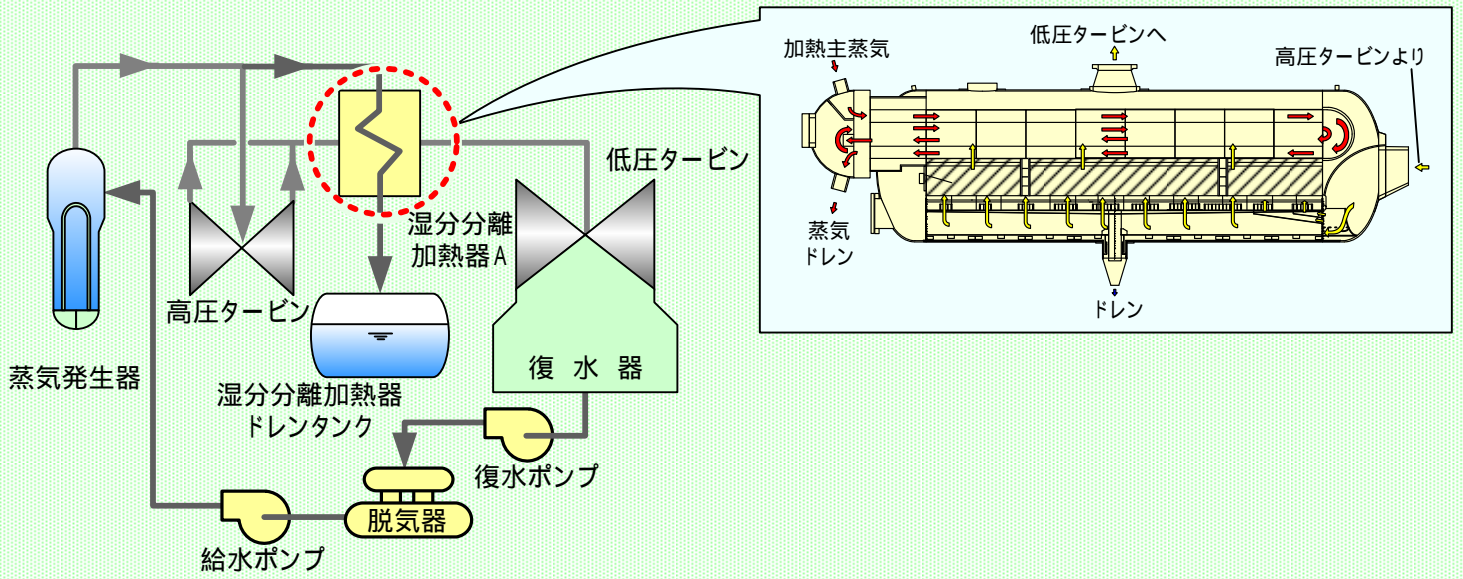 加熱主蒸気
低圧タービンへ
高圧タービンより
蒸気
ドレン
ドレン
低圧タービン
湿分分離
加熱器A
高圧タービン
蒸気発生器
湿分分離加熱器
ドレンタンク
復水器
復水ポンプ
脱気器
給水ポンプ